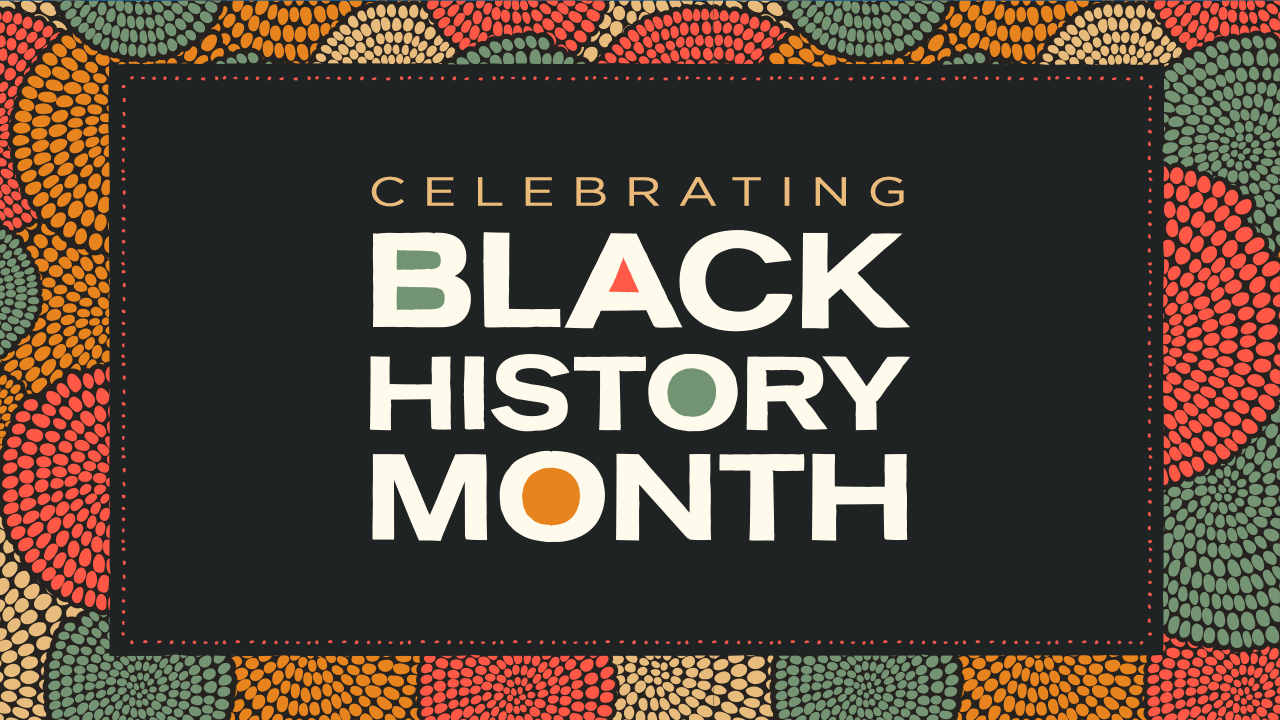 CELEBRATING
BLACK
HISTORY
MONTH